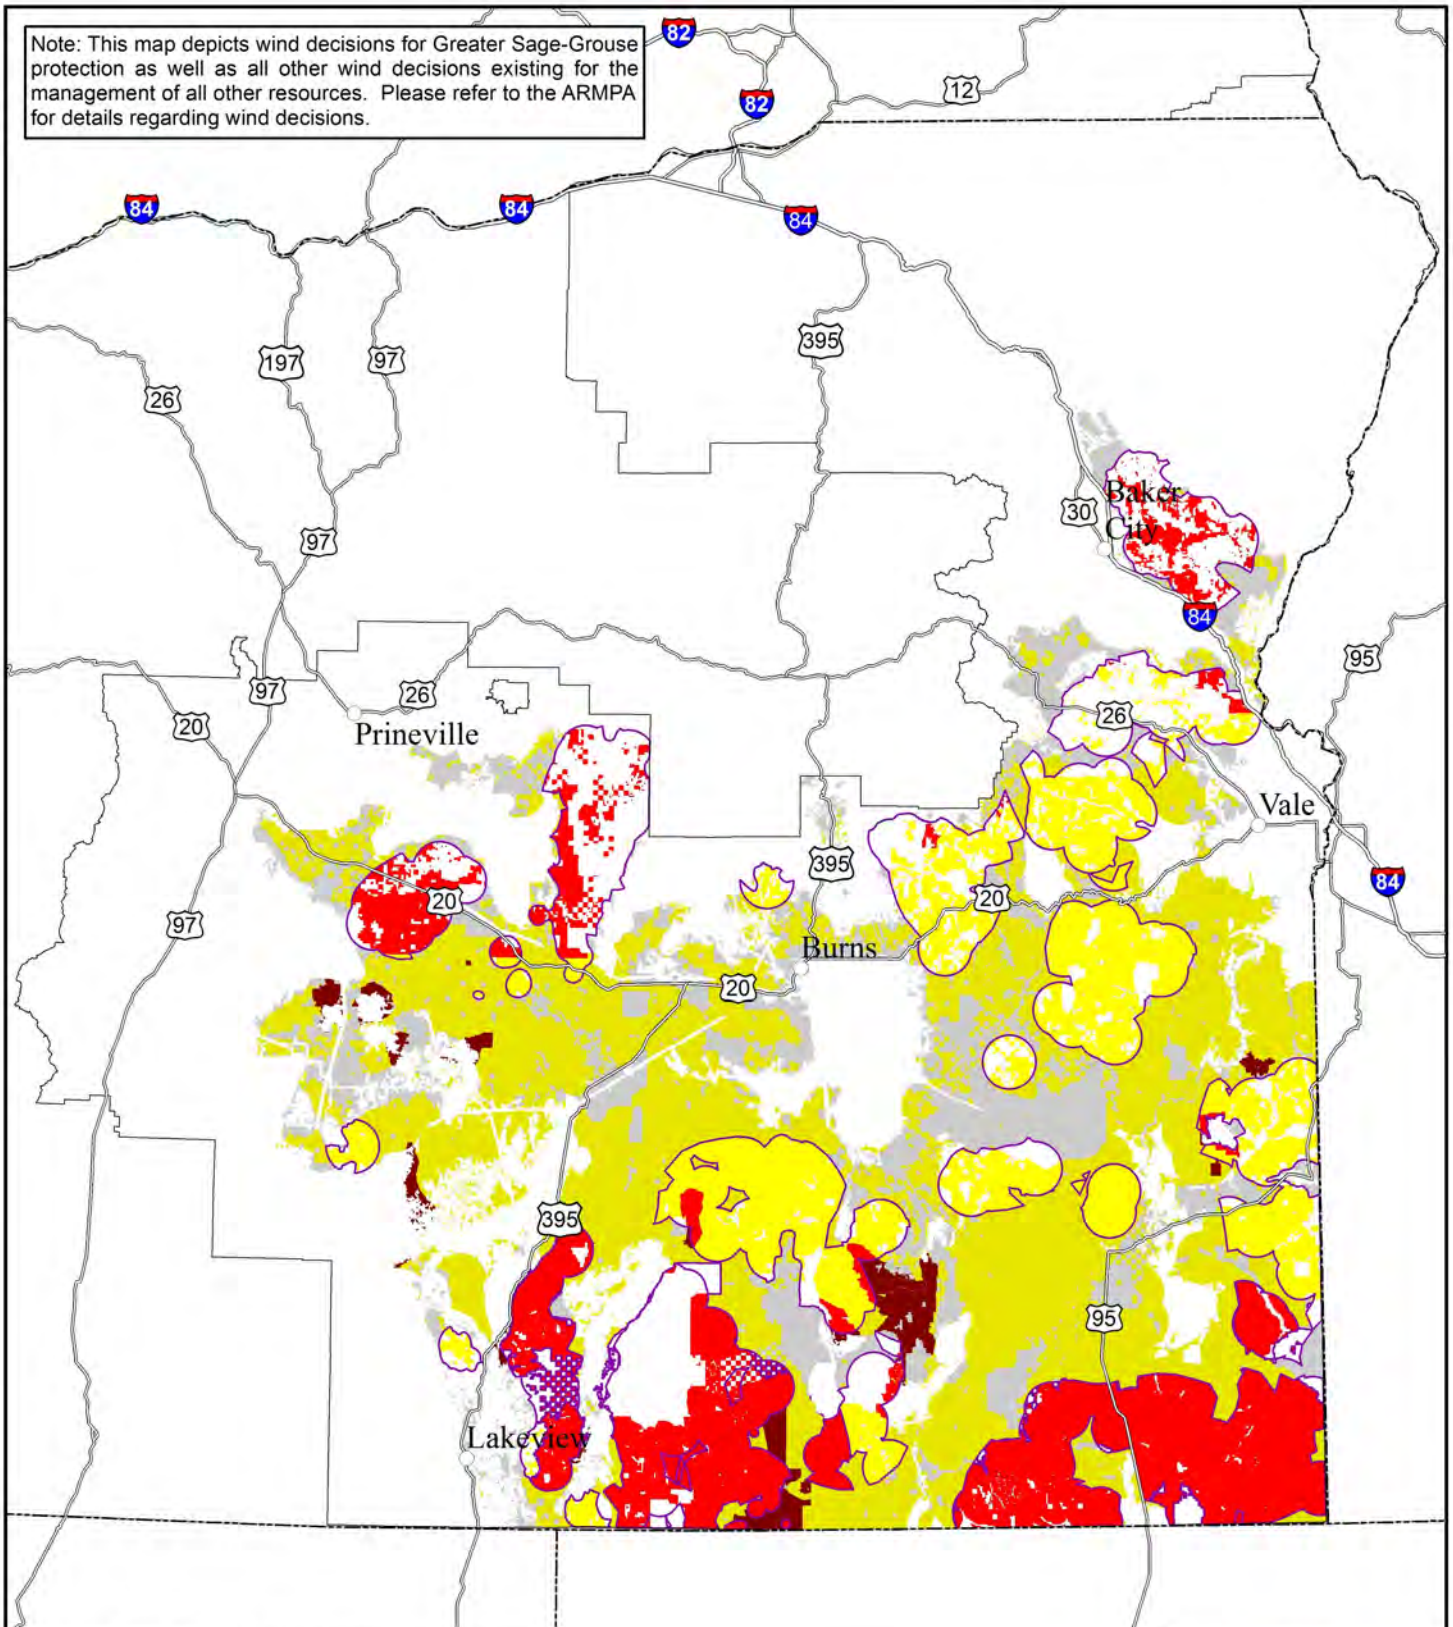 Note: This map depicts wind decisions for Greater Sage-Grouse
protection as well as all other wind decisions existing for the
management of all other resources. Please refer to the ARMPA
for details regarding wind decisions.
82
12
82
84
84
84
395
197
97
26
Baker
City
30
97
84
95
97
26
20
Prineville
26
Vale
395
84
20
20
97
Burns
20
395
95
Lakeview